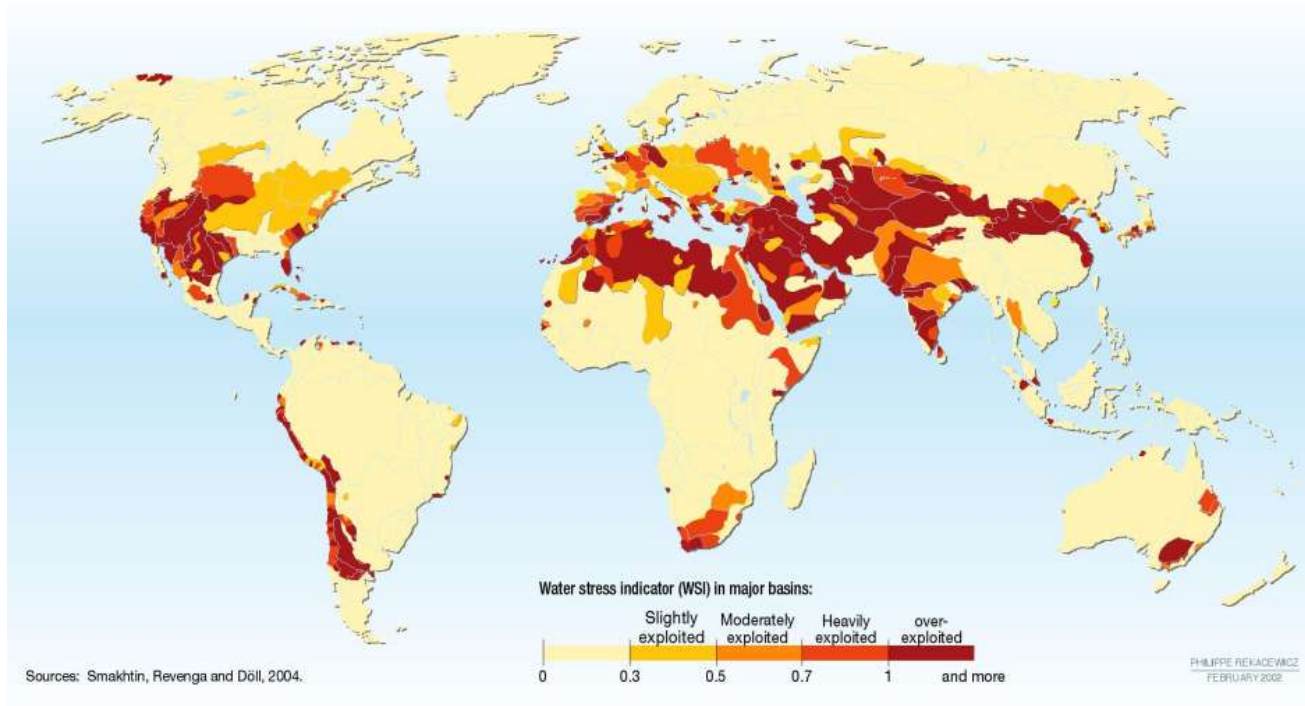 Water stress indicator (WSI) in major basins:
Slightly exploited
Moderately exploited
Heavily exploited
over-exploited
0 0.3 0.5 0.7 1 and more
Sources: Smakhtin, Revenga and Döll, 2004.
PHILIPPE REKACEWICZ
FEBRUARY 2002